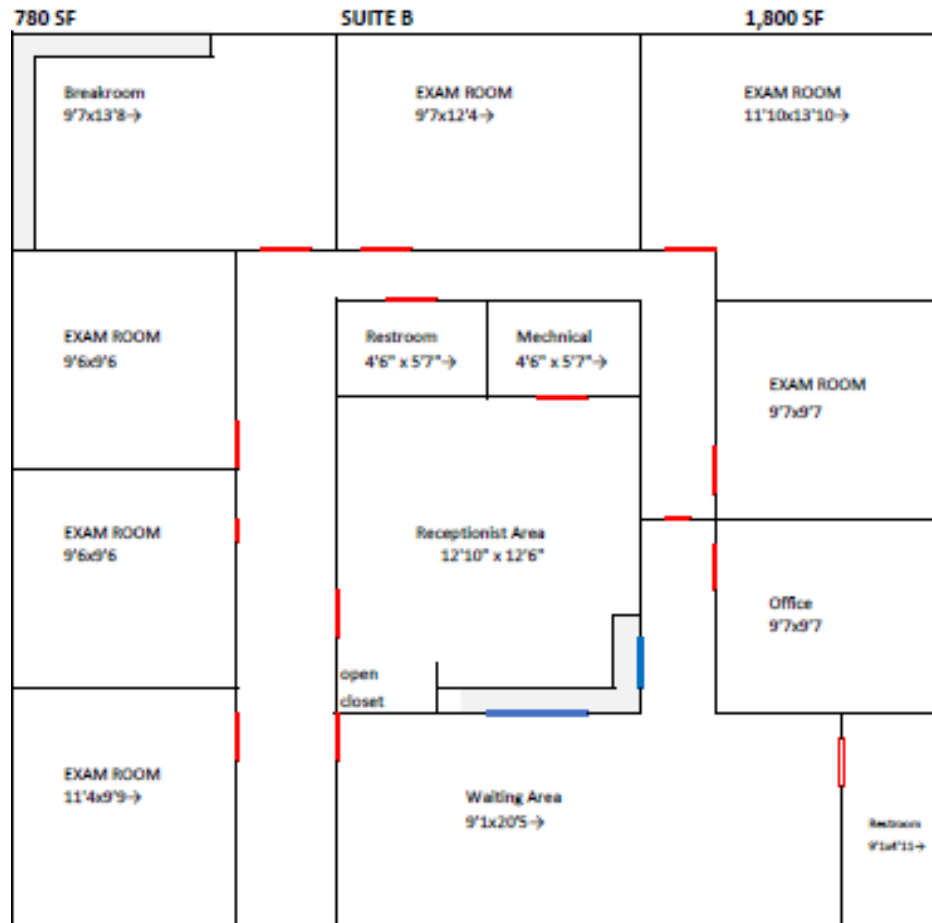 780 SF SUITE B 1,800 SF
Breakroom
9'7x13'8→
EXAM ROOM
9'7x12'4→
EXAM ROOM
11'10x13'10→
EXAM ROOM
9'6x9'6
Restroom
4'6" x 5'7"→
Mechnical
4'6" x 5'7"→
EXAM ROOM
9'7x9'7
EXAM ROOM
9'6x9'6
Receptionist Area
12'10" x 12'6"
Office
9'7x9'7
open
closet
EXAM ROOM
11'4x9'9→
Waiting Area
9'1x20'5→
Restroom
9'1x4'11→